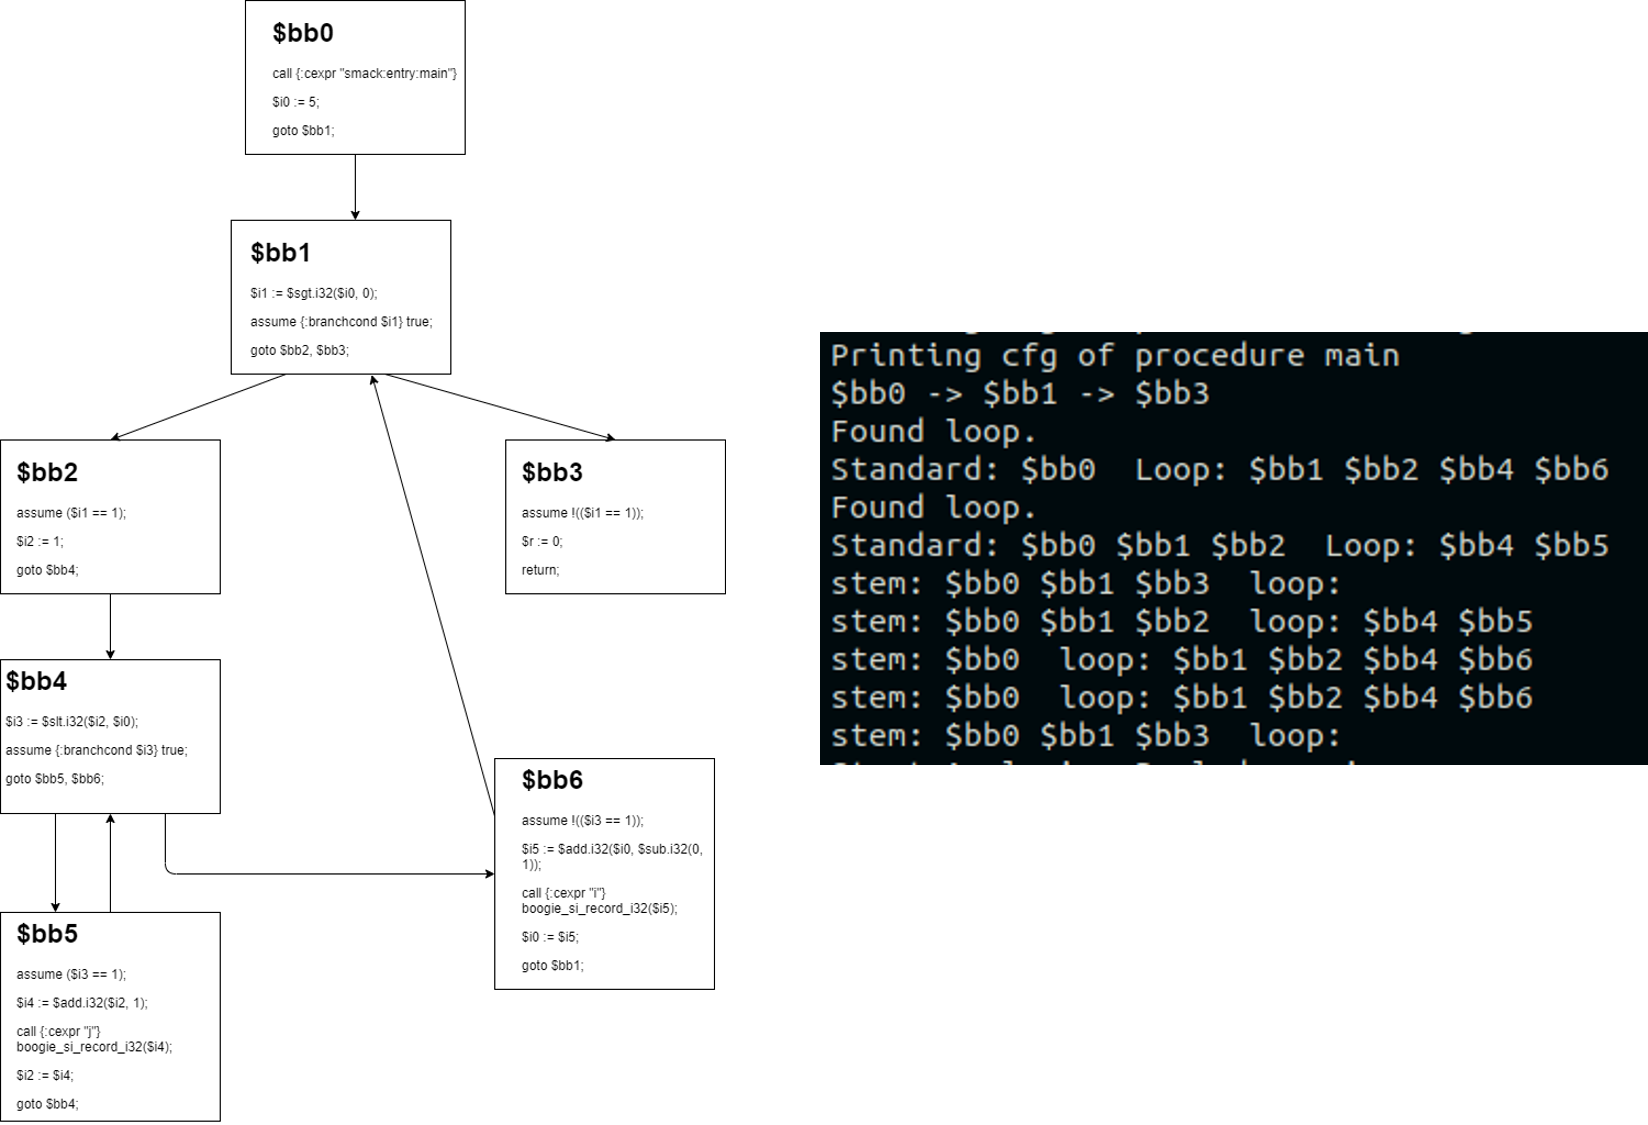 $bb0
call {:cexpr "smack:entry:main"}
$i0 := 5;
goto $bb1;
$bb1
$i1 := $sgt.i32($i0, 0);
assume {:branchcond $i1} true;
goto $bb2, $bb3;
$bb2
assume ($i1 == 1);
$i2 := 1;
goto $bb4;
$bb3
assume !(($i1 == 1));
$r := 0;
return;
$bb4
$i3 := $slt.i32($i2, $i0);
assume {:branchcond $i3} true;
goto $bb5, $bb6;
$bb5
assume ($i3 == 1);
$i4 := $add.i32($i2, 1);
call {:cexpr "j"}
boogie_si_record_i32($i4);
$i2 := $i4;
goto $bb4;
$bb6
assume !(($i3 == 1));
$i5 := $add.i32($i0, $sub.i32(0,
1));
call {:cexpr "i"}
boogie_si_record_i32($i5);
$i0 := $i5;
goto $bb1;
Printing cfg of procedure main
$bb0 -> $bb1 -> $bb3
Found loop.
Standard: $bb0  Loop: $bb1 $bb2 $bb4 $bb6
Found loop.
Standard: $bb0 $bb1 $bb2  Loop: $bb4 $bb5
stem: $bb0 $bb1 $bb3  loop:
stem: $bb0 $bb1 $bb2  loop: $bb4 $bb5
stem: $bb0  loop: $bb1 $bb2 $bb4 $bb6
stem: $bb0  loop: $bb1 $bb2 $bb4 $bb6
stem: $bb0 $bb1 $bb3  loop: